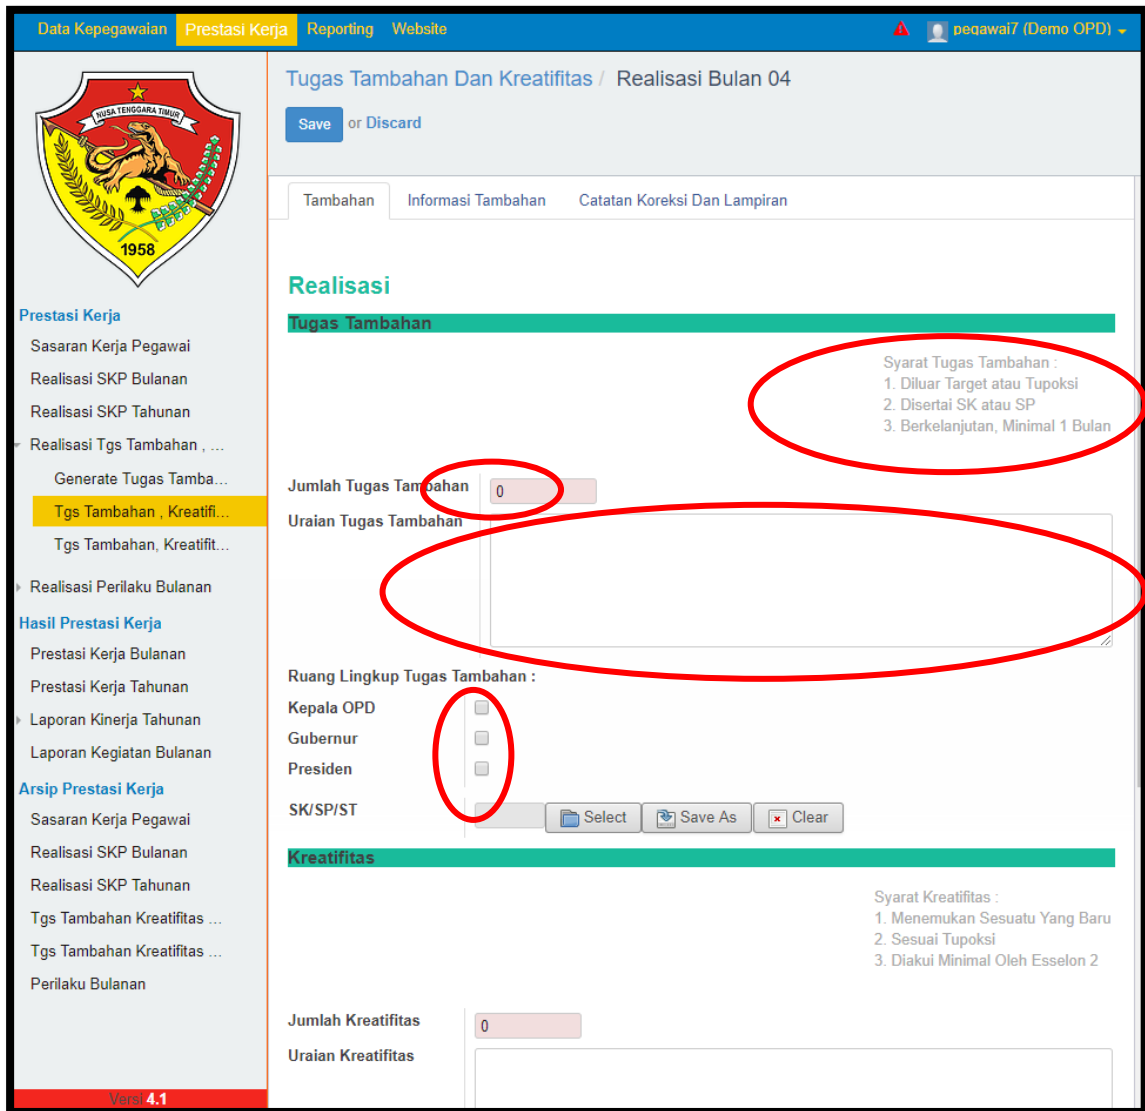 Data Kepegawaian Prestasi Kerja Reporting Website pegawai7 (Demo OPD)
NUSA TENGGARA TIMUR
1958
Prestasi Kerja
Sasaran Kerja Pegawai
Realisasi SKP Bulanan
Realisasi SKP Tahunan
Realisasi Tgs Tambahan , ...
Generate Tugas Tamba...
Tgs Tambahan , Kreatifi...
Tgs Tambahan, Kreatifit...
Realisasi Perilaku Bulanan
Hasil Prestasi Kerja
Prestasi Kerja Bulanan
Prestasi Kerja Tahunan
Laporan Kinerja Tahunan
Laporan Kegiatan Bulanan
Arsip Prestasi Kerja
Sasaran Kerja Pegawai
Realisasi SKP Bulanan
Realisasi SKP Tahunan
Tgs Tambahan Kreatifitas ...
Tgs Tambahan Kreatifitas ...
Perilaku Bulanan
Versi 4.1
Tugas Tambahan Dan Kreatifitas / Realisasi Bulan 04
Save or Discard
Tambahan Informasi Tambahan Catatan Koreksi Dan Lampiran
Realisasi
Tugas Tambahan
Syarat Tugas Tambahan :
1. Diluar Target atau Tupoksi
2. Disertai SK atau SP
3. Berkelanjutan, Minimal 1 Bulan
Jumlah Tugas Tambahan 0
Uraian Tugas Tambahan
Ruang Lingkup Tugas Tambahan :
Kepala OPD
Gubernur
Presiden
SK/SP/ST Select Save As Clear
Kreatifitas
Syarat Kreatifitas :
1. Menemukan Sesuatu Yang Baru
2. Sesuai Tupoksi
3. Diakui Minimal Oleh Esselon 2
Jumlah Kreatifitas 0
Uraian Kreatifitas